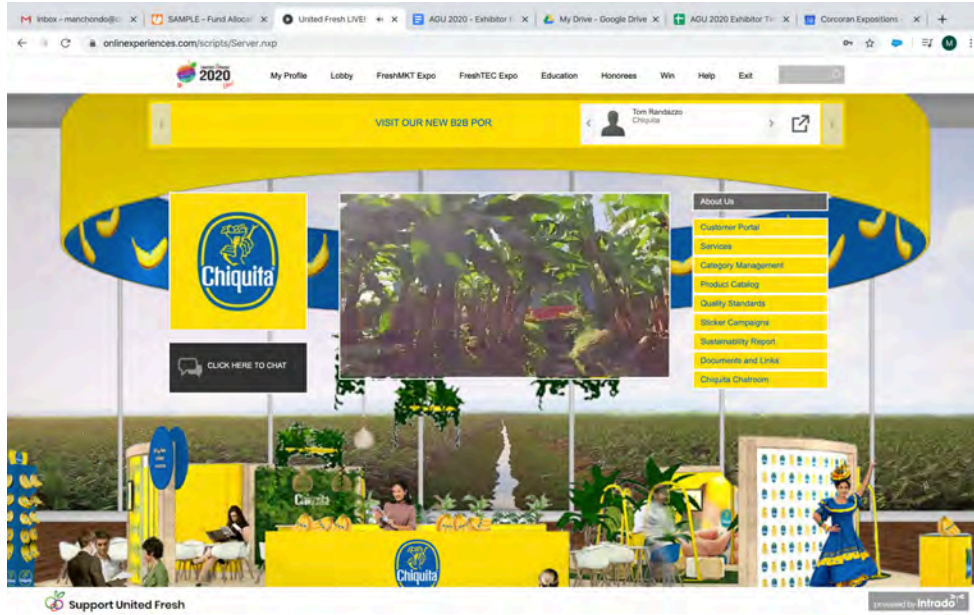 Inbox - manchondo@c
SAMPLE - Fund Alloca
United Fresh LIVE!
AGU 2020 - Exhibitor
My Drive - Google Drive
AGU 2020 Exhibitor
Corcoran Expositions
onlinexperiences.com/scripts/Server.nxp
M
2020
My Profile
Lobby
FreshMKT Expo
FreshTEC Expo
Education
Honorees
Win
Help
Exit
VISIT OUR NEW B2B POR
Tom Randazzo
Chiquita
Chiquita
CLICK HERE TO CHAT
About Us
Customer Portal
Services
Category Management
Product Catalog
Quality Standards
Sticker Campaigns
Sustainability Report
Documents and Links
Chiquita Chatroom
Chiquita
Chiquita
Support United Fresh
powered by intrado